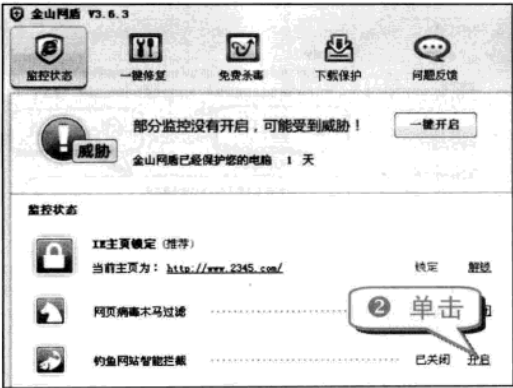 金山网盾 V3.6.3
监控状态 一键修复 免费杀毒 下载保护 问题反馈
部分监控没有开启，可能受到威胁！ 一键开启
威胁
金山网盾已经保护您的电脑 1 天
监控状态
IE主页锁定（推荐）
当前主页为： http://www.2345.com/ 锁定 解锁
网页病毒木马过滤
❷ 单击
钓鱼网站智能拦截 已关闭 开启